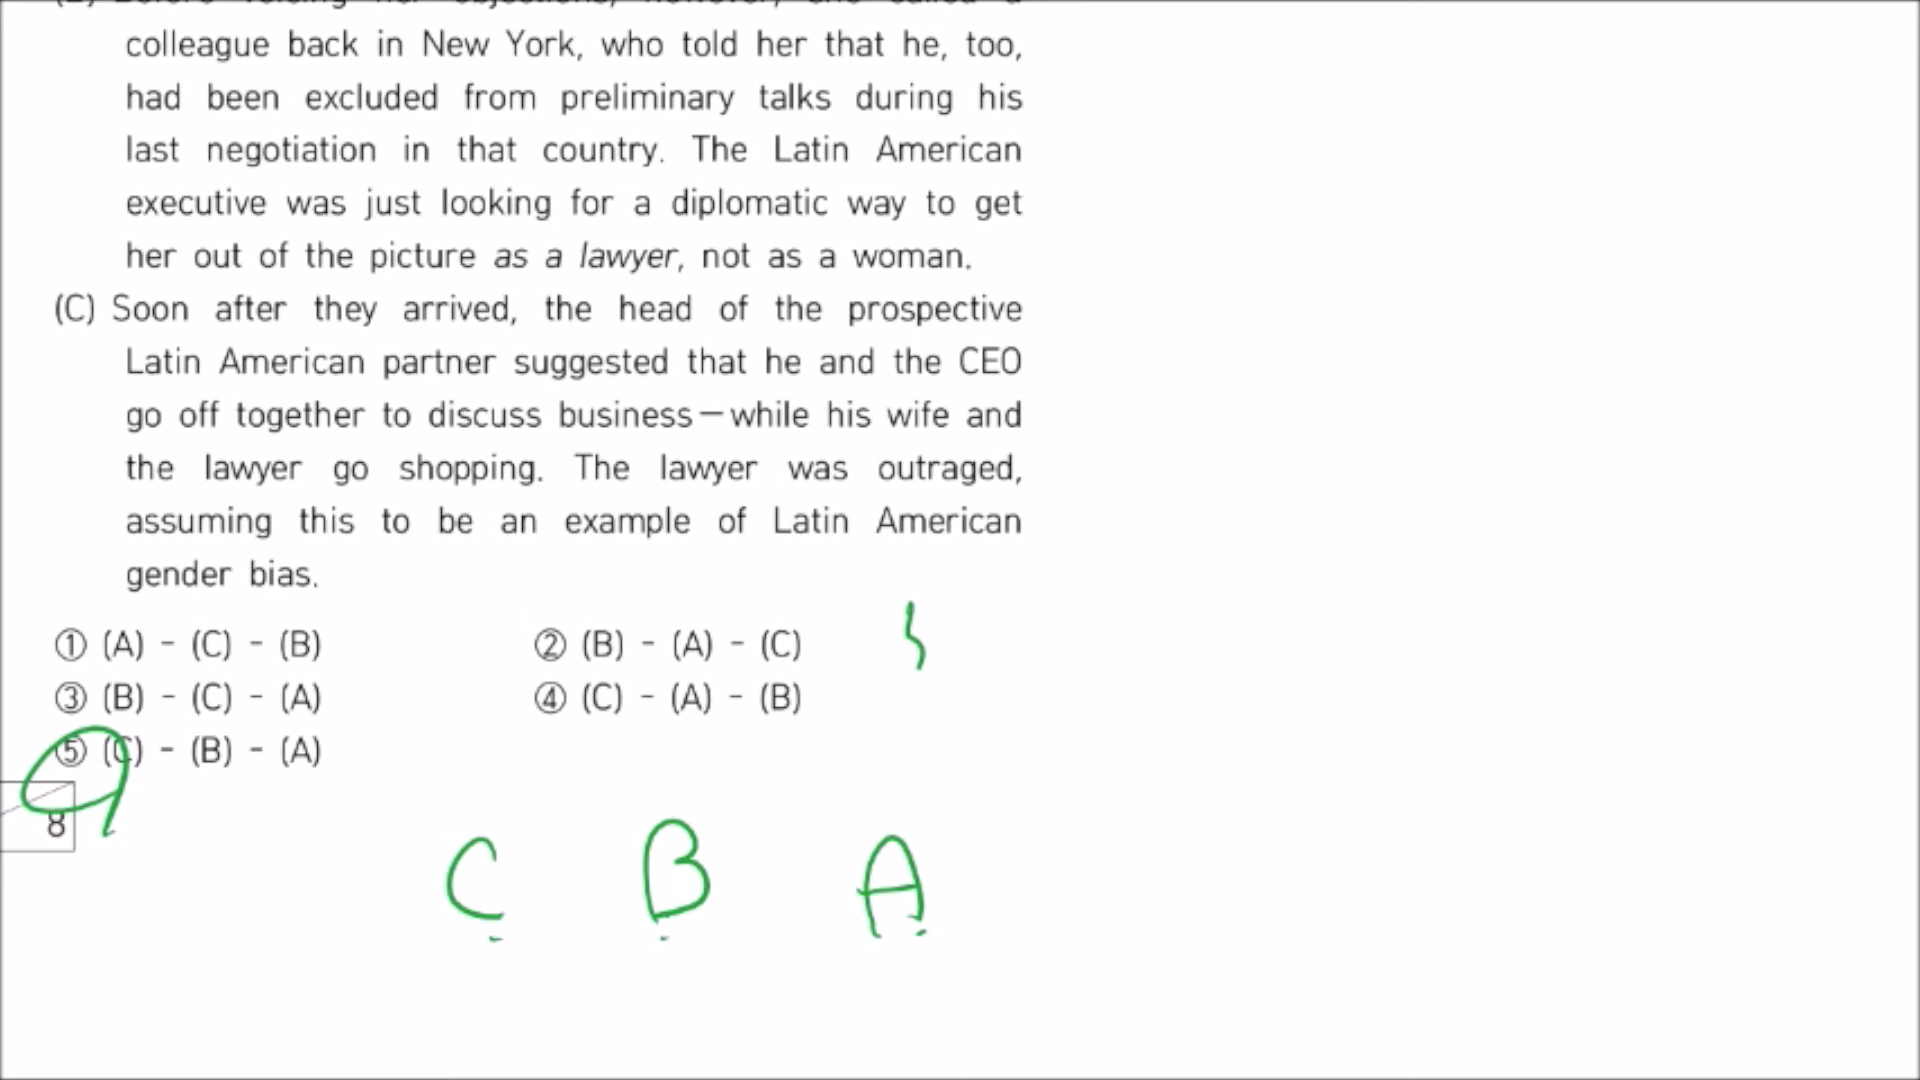 colleague back in New York, who told her that he, too,
had been excluded from preliminary talks during his
last negotiation in that country. The Latin American
executive was just looking for a diplomatic way to get
her out of the picture as a lawyer, not as a woman.
(C) Soon after they arrived, the head of the prospective
Latin American partner suggested that he and the CEO
go off together to discuss business—while his wife and
the lawyer go shopping. The lawyer was outraged,
assuming this to be an example of Latin American
gender bias.
① (A) - (C) - (B) ② (B) - (A) - (C)
③ (B) - (C) - (A) ④ (C) - (A) - (B)
⑤ (C) - (B) - (A)
8
C B A